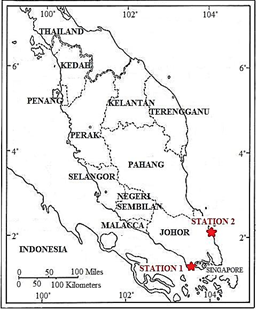 100° 102° 104°
THAILAND
KEDAH
6° 6°
PENANG
KELANTAN
TERENGGANU
PERAK
4° 4°
PAHANG
SELANGOR
NEGERI
SEMBILAN
STATION 2
MALACCA JOHOR
2° 2°
INDONESIA
STATION 1 SINGAPORE
0 50 100 Miles
0 50 100 Kilometers
100° 102° 104°